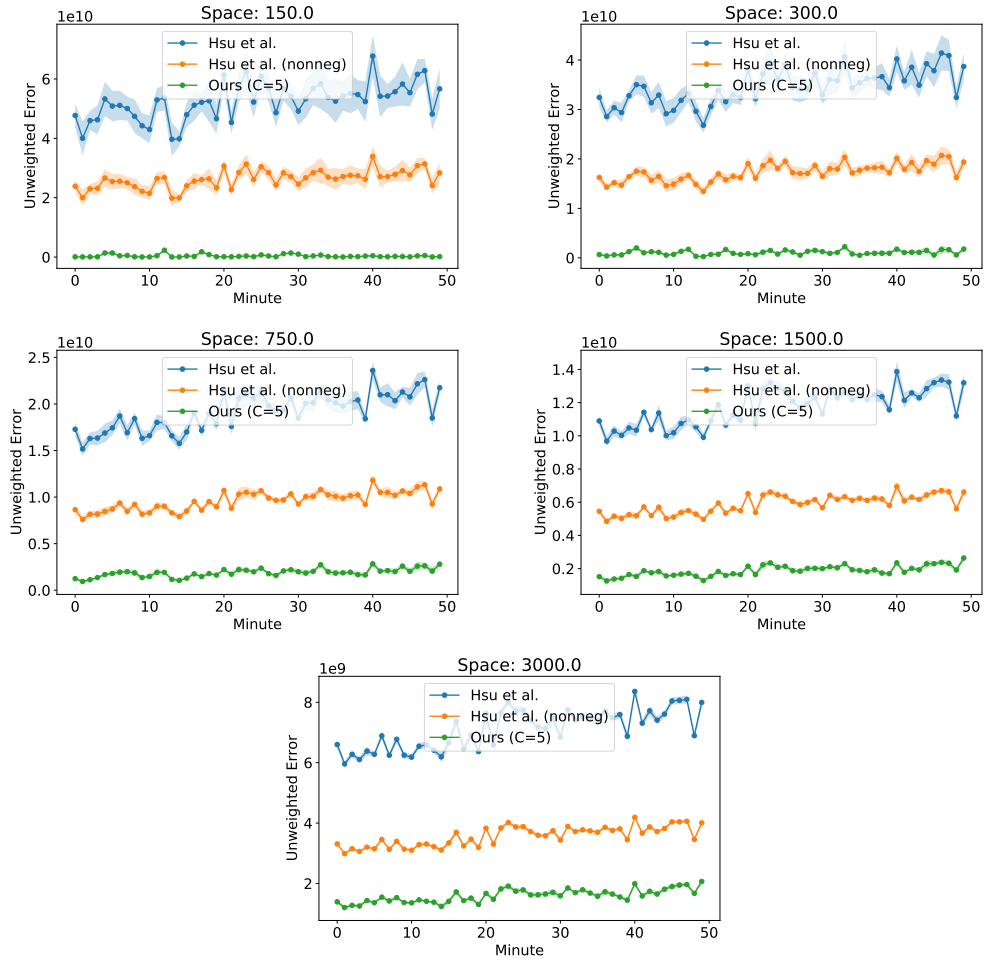 Space: 150.0
1e10
Unweighted Error
6
4
2
0
Hsu et al.
Hsu et al. (nonneg)
Ours (C=5)
0 10 20 30 40 50
Minute
Space: 300.0
1e10
Unweighted Error
4
3
2
1
0
Hsu et al.
Hsu et al. (nonneg)
Ours (C=5)
0 10 20 30 40 50
Minute
Space: 750.0
1e10
Unweighted Error
2.5
2.0
1.5
1.0
0.5
0.0
Hsu et al.
Hsu et al. (nonneg)
Ours (C=5)
0 10 20 30 40 50
Minute
Space: 1500.0
1e10
Unweighted Error
1.4
1.2
1.0
0.8
0.6
0.4
0.2
Hsu et al.
Hsu et al. (nonneg)
Ours (C=5)
0 10 20 30 40 50
Minute
Space: 3000.0
1e9
Unweighted Error
8
6
4
2
Hsu et al.
Hsu et al. (nonneg)
Ours (C=5)
0 10 20 30 40 50
Minute